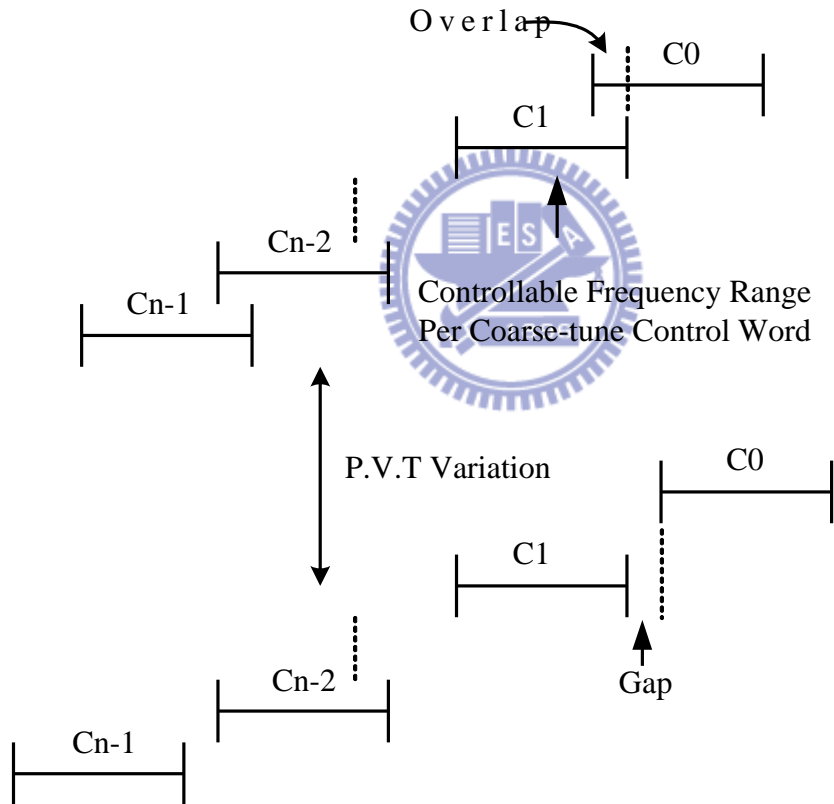 Overlap
C0
C1
Cn-2
Cn-1
Controllable Frequency Range
Per Coarse-tune Control Word
P.V.T Variation
C0
C1
Gap
Cn-2
Cn-1
E S A